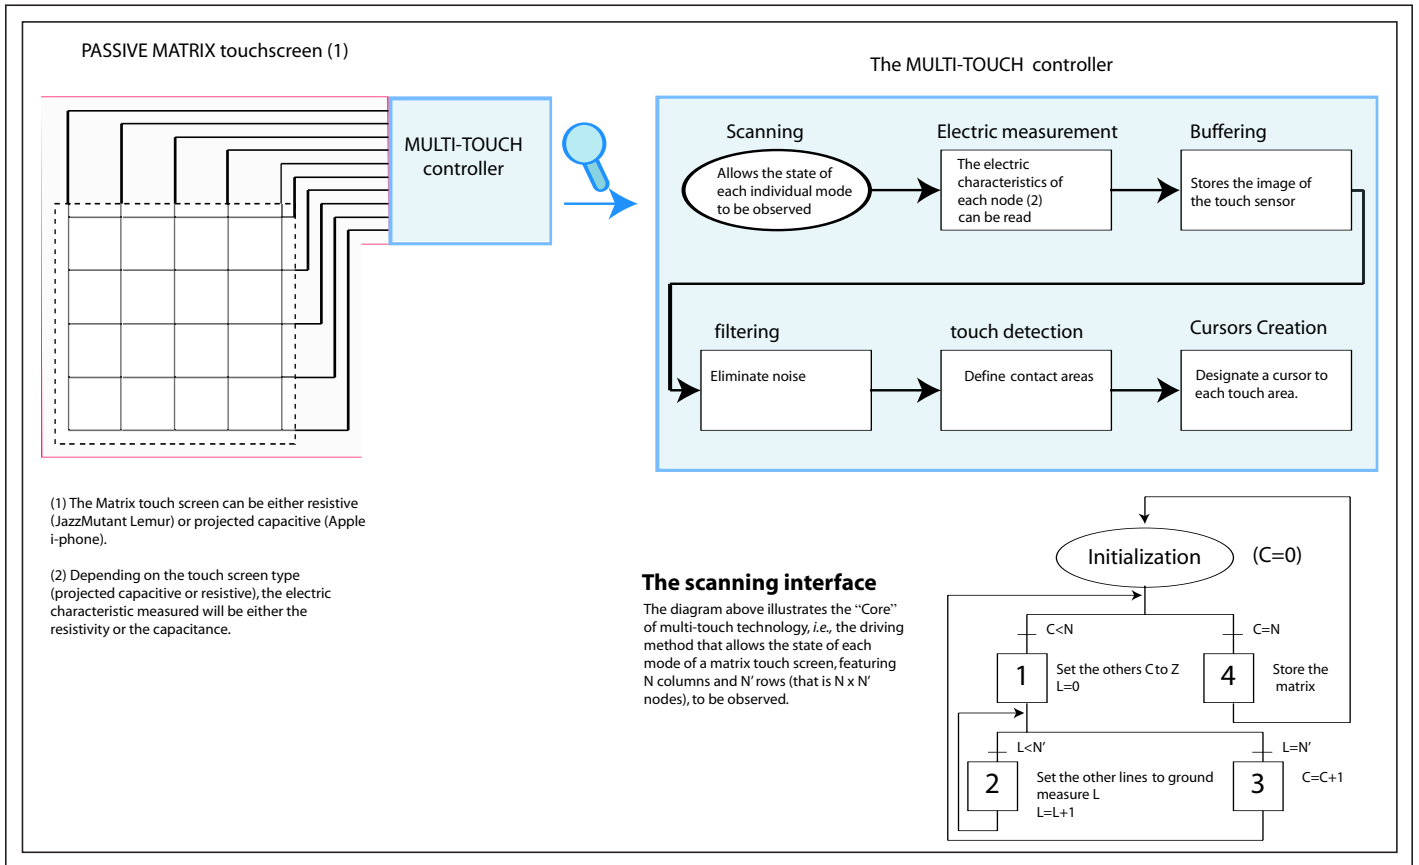 PASSIVE MATRIX touchscreen (1)
MULTI-TOUCH
controller
The MULTI-TOUCH controller
Scanning
Allows the state of
each individual mode
to be observed
Electric measurement
The electric
characteristics of
each node (2)
can be read
Buffering
Stores the image of
the touch sensor
filtering
Eliminate noise
touch detection
Define contact areas
Cursors Creation
Designate a cursor to
each touch area.
(1) The Matrix touch screen can be either resistive
(JazzMutant Lemur) or projected capacitive (Apple
i-phone).
(2) Depending on the touch screen type
(projected capacitive or resistive), the electric
characteristic measured will be either the
resistivity or the capacitance.
The scanning interface
The diagram above illustrates the “Core”
of multi-touch technology, i.e., the driving
method that allows the state of each
mode of a matrix touch screen, featuring
N columns and N’ rows (that is N x N’
nodes), to be observed.
Initialization
(C=0)
C<N
C=N
1
Set the others C to Z
L=0
4
Store the
matrix
L<N’
L=N’
2
Set the other lines to ground
measure L
L=L+1
3
C=C+1